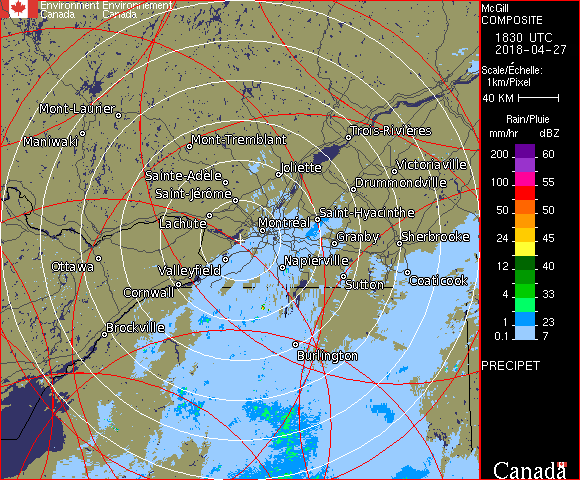 Environment Environnement
Canada Canada
McGill
COMPOSITE
1830 UTC
2018-04-27
Scale/Échelle:
1km/Pixel
40 KM
Rain/Pluie
mm/hr dBZ
200 60
100 55
50 50
24 45
12 40
4 33
2 23
0.1 7
PRECIPET
Canada
Mont-Laurier
Maniwaki
Mont-Tremblant
Trois-Rivières
Sainte-Adèle
Joliette
Victoriaville
Saint-Jérôme
Drummondville
Lachute
Montréal
Saint-Hyacinthe
Granby
Sherbrooke
Ottawa
Valleyfield
Napierville
Cornwall
Sutton
Coaticook
Brockville
Burlington